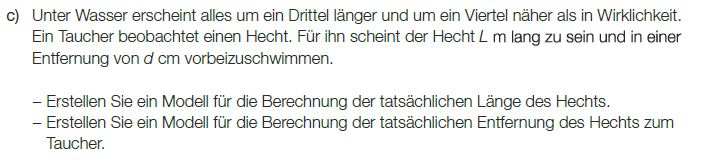 c) Unter Wasser erscheint alles um ein Drittel länger und um ein Viertel näher als in Wirklichkeit.
Ein Taucher beobachtet einen Hecht. Für ihn scheint der Hecht L m lang zu sein und in einer
Entfernung von d cm vorbeizuschwimmen.
– Erstellen Sie ein Modell für die Berechnung der tatsächlichen Länge des Hechts.
– Erstellen Sie ein Modell für die Berechnung der tatsächlichen Entfernung des Hechts zum
Taucher.